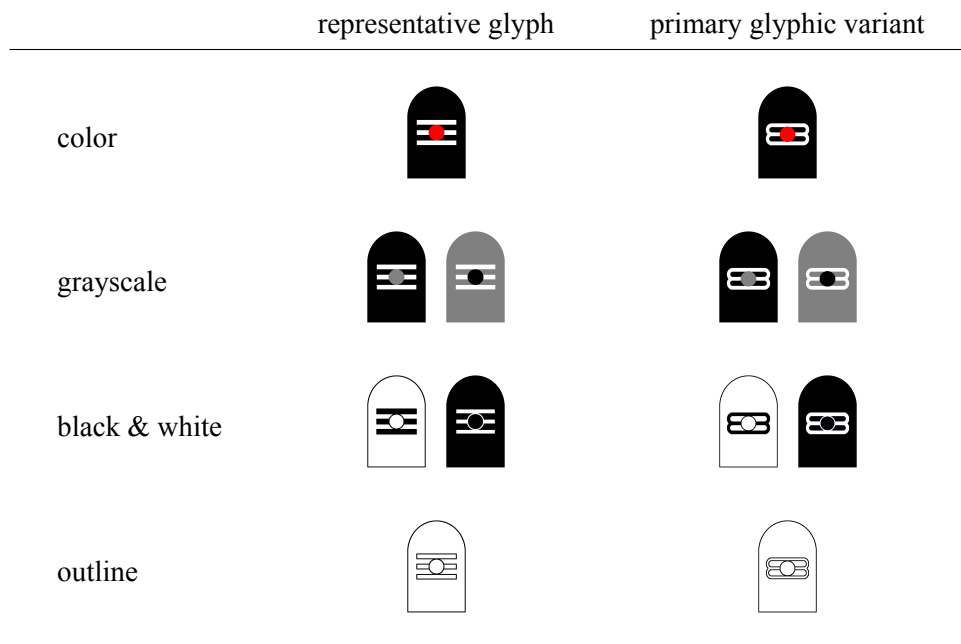 representative glyph primary glyphic variant
color
grayscale
black & white
outline